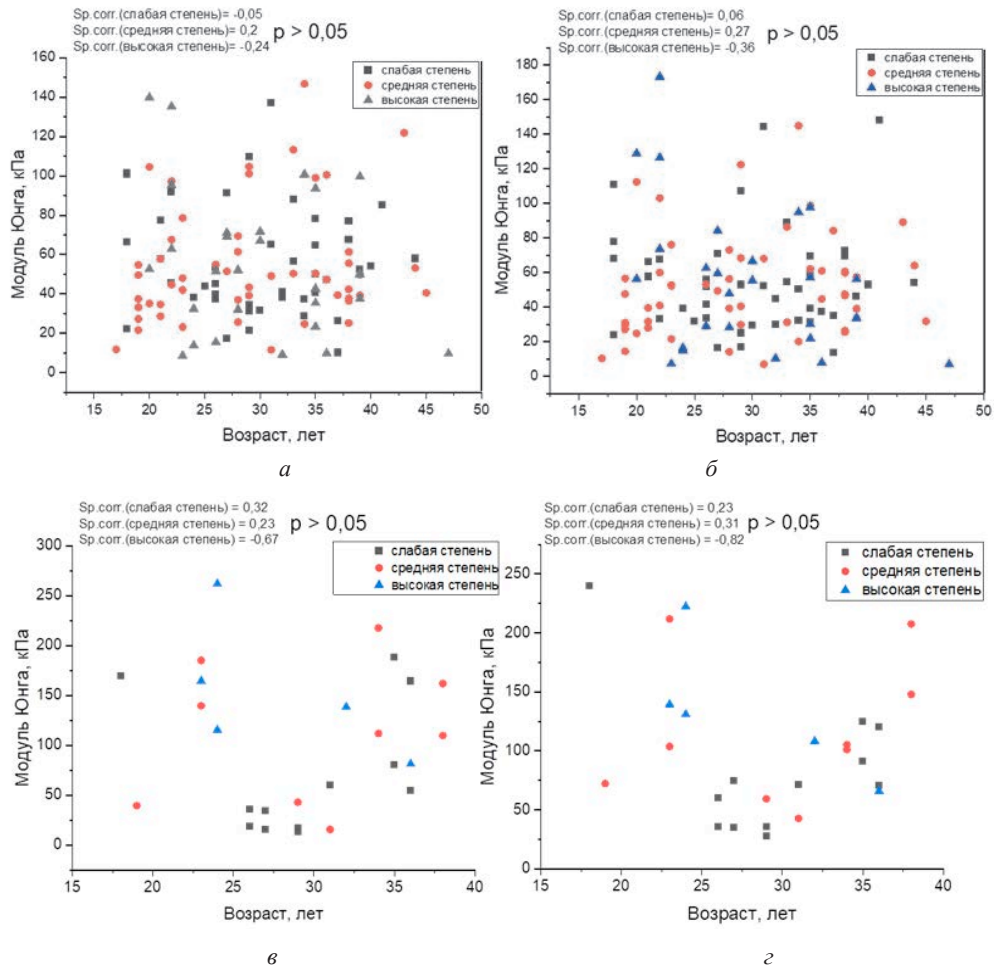 Sp.corr.(слабая степень)= -0,05
Sp.corr.(средняя степень)= 0,2
Sp.corr.(высокая степень)= -0,24
p > 0,05
слабая степень
средняя степень
высокая степень
Модуль Юнга, кПа
160
140
120
100
80
60
40
20
0
15 20 25 30 35 40 45 50
Возраст, лет
а
Sp.corr.(слабая степень)= 0,06
Sp.corr.(средняя степень)= 0,27
Sp.corr.(высокая степень)= -0,36
p > 0,05
слабая степень
средняя степень
высокая степень
Модуль Юнга, кПа
180
160
140
120
100
80
60
40
20
0
15 20 25 30 35 40 45 50
Возраст, лет
б
Sp.corr.(слабая степень) = 0,32
Sp.corr.(средняя степень) = 0,23
Sp.corr.(высокая степень) = -0,67
p > 0,05
слабая степень
средняя степень
высокая степень
Модуль Юнга, кПа
300
250
200
150
100
50
0
15 20 25 30 35 40
Возраст, лет
в
Sp.corr.(слабая степень) = 0,23
Sp.corr.(средняя степень) = 0,31
Sp.corr.(высокая степень) = -0,82
p > 0,05
слабая степень
средняя степень
высокая степень
Модуль Юнга, кПа
250
200
150
100
50
0
15 20 25 30 35 40
Возраст, лет
г